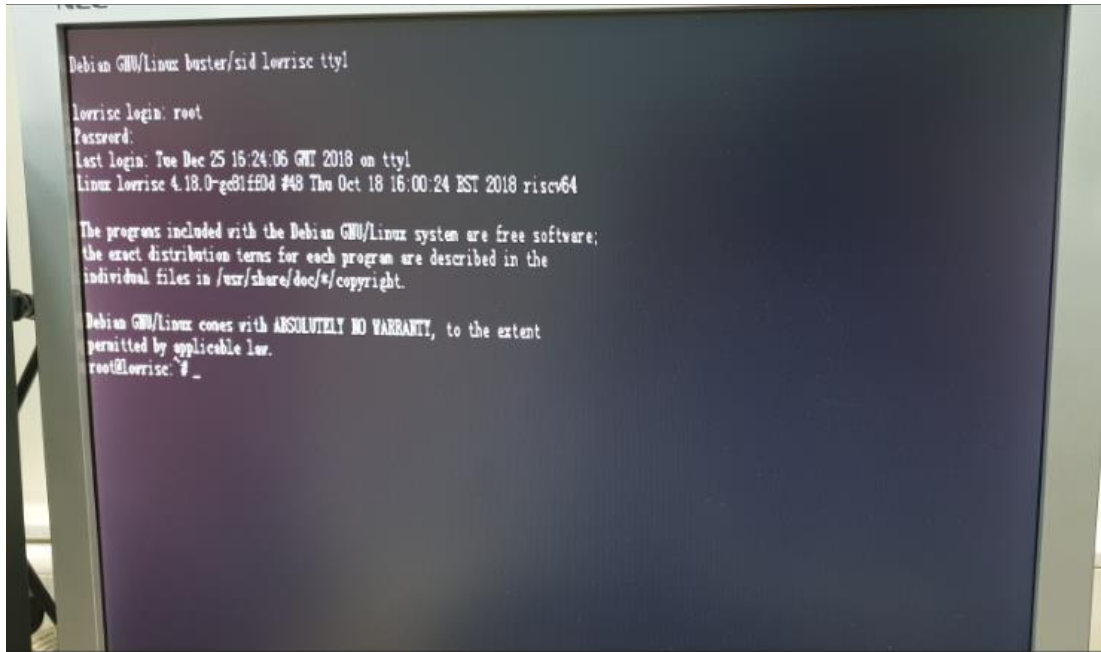 NEC
Debian GNU/Linux buster/sid lowrisc tty1
lowrisc login: root
Password:
Last login: Tue Dec 25 15:24:06 GMT 2018 on tty1
Linux lowrisc 4.18.0-gc81ff0d #48 Thu Oct 18 16:00:24 BST 2018 riscv64
The programs included with the Debian GNU/Linux system are free software;
the exact distribution terms for each program are described in the
individual files in /usr/share/doc/*/copyright.
Debian GNU/Linux comes with ABSOLUTELY NO WARRANTY, to the extent
permitted by applicable law.
root@lowrisc:~# _